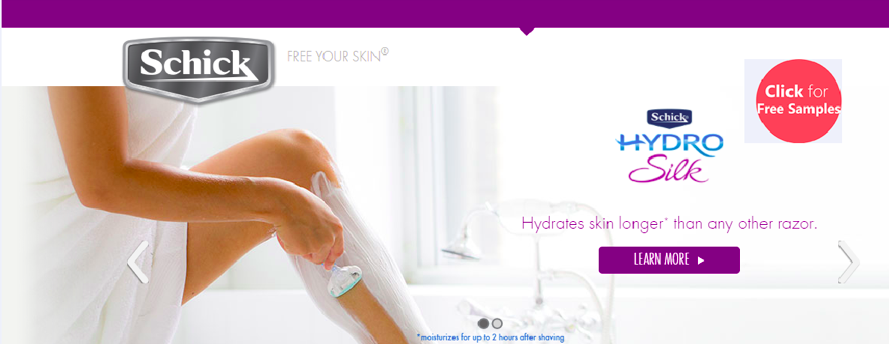 Schick
FREE YOUR SKIN®
Click for
Free Samples
Schick
HYDRO
Silk
Hydrates skin longer* than any other razor.
LEARN MORE
*moisturizes for up to 2 hours after shaving